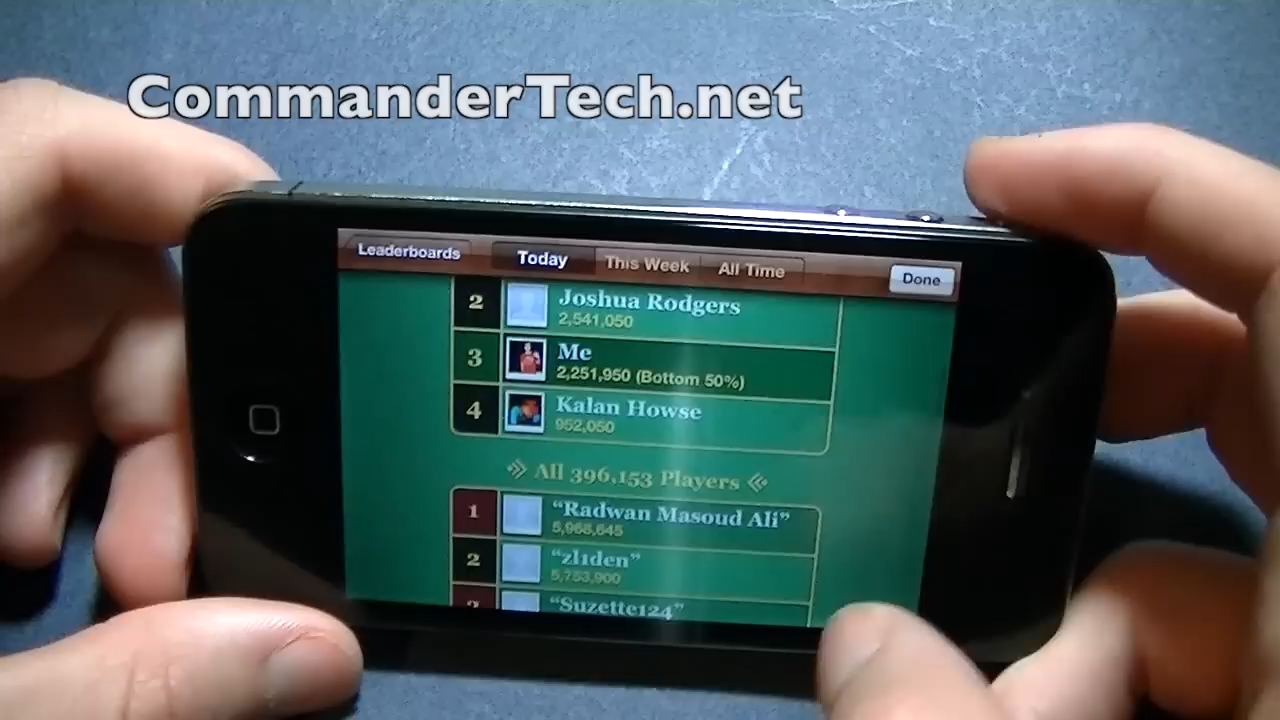 CommanderTech.net
Leaderboards Today This Week All Time Done
2 Joshua Rodgers
2,541,050
3 Me
2,251,950 (Bottom 50%)
4 Kalan Howse
952,050
All 396,153 Players
1 “Radwan Masoud Ali”
5,968,645
2 “zl1den”
5,753,900
3 “Suzette124”